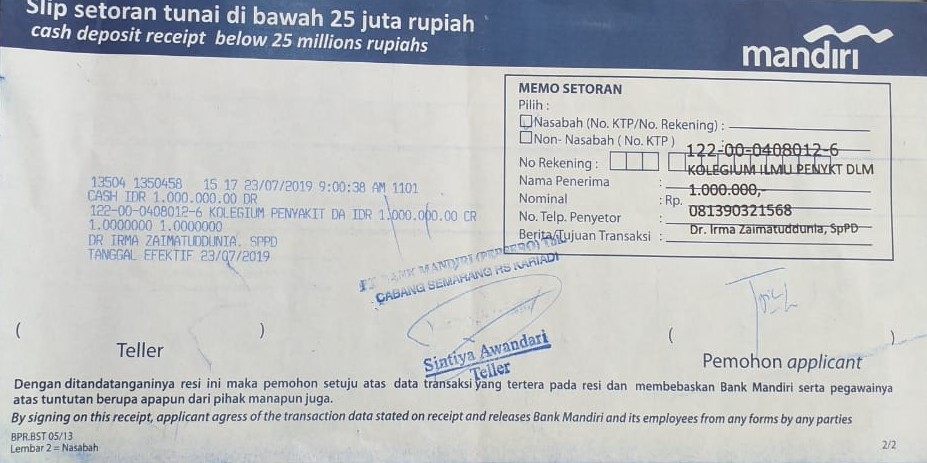 Slip setoran tunai di bawah 25 juta rupiah
cash deposit receipt below 25 millions rupiahs
mandiri
MEMO SETORAN
Pilih :
Nasabah (No. KTP/No. Rekening) :
Non- Nasabah ( No. KTP )
No Rekening : 122-00-0408012-6
Nama Penerima : KOLEGIUM ILMU PENYKT DLM
Nominal : Rp. 1.000.000,-
No. Telp. Penyetor : 081390321568
Berita/Tujuan Transaksi : Dr. Irma Zaimatuddunia, SpPD
13504 1350458 15 17 23/07/2019 9:00:38 AM 1101
CASH IDR 1.000.000.00 DR
122-00-0408012-6 KOLEGIUM PENYAKIT DA IDR 1.000.000.00 CR
1.0000000 1.0000000
DR IRMA ZAIMATUDDUNIA. SPPD
TANGGAL EFEKTIF 23/07/2019
PT BANK MANDIRI (PERSERO) Tbk.
CABANG SEMARANG RS KARIADI
Sintiya Awandari
Teller
( )
Teller
( )
Pemohon applicant
Dengan ditandatanganinya resi ini maka pemohon setuju atas data transaksi yang tertera pada resi dan membebaskan Bank Mandiri serta pegawainya
atas tuntutan berupa apapun dari pihak manapun juga.
By signing on this receipt, applicant agress of the transaction data stated on receipt and releases Bank Mandiri and its employees from any forms by any parties
BPR.BST 05/13
Lembar 2 = Nasabah
2/2